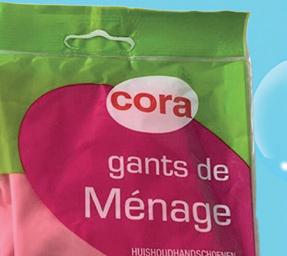 cora
gants de
Ménage
HUISHOUDHANDSCHOENEN